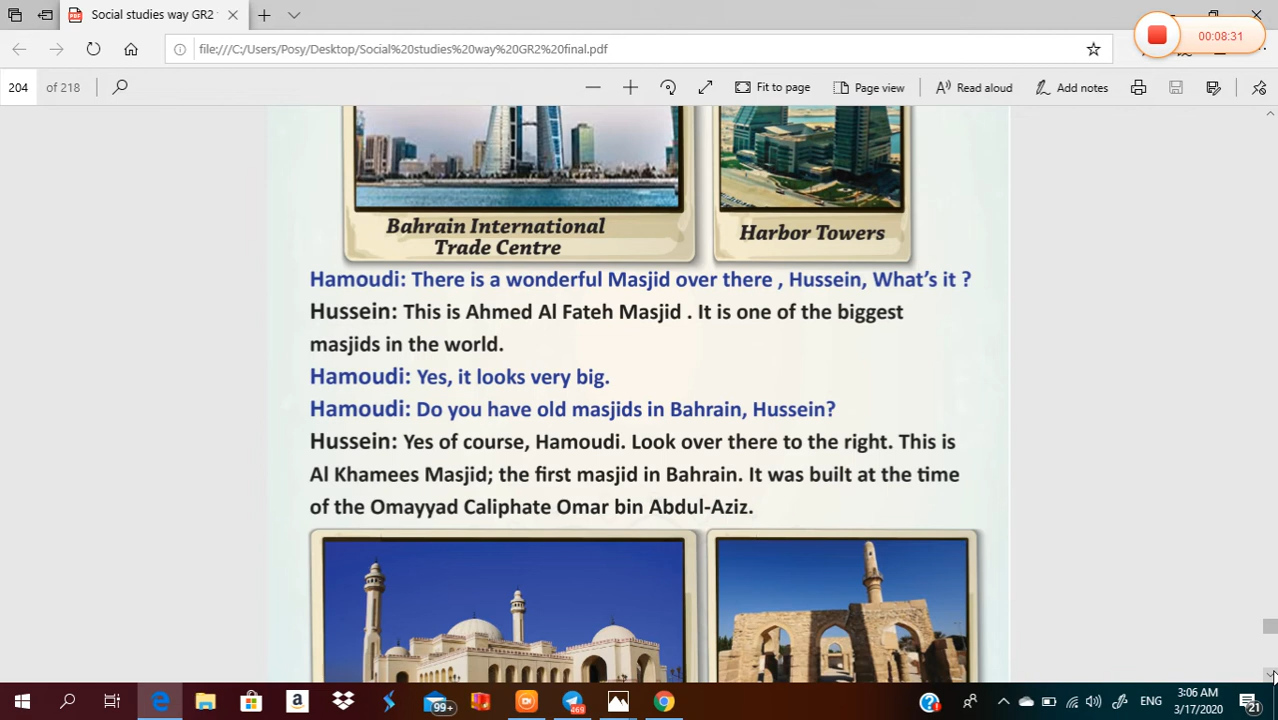 Social studies way GR2
00:08:31
file:///C:/Users/Posy/Desktop/Social%20studies%20way%20GR2%20final.pdf
204 of 218
Fit to page
Page view
Read aloud
Add notes
Bahrain International
Trade Centre
Harbor Towers
Hamoudi: There is a wonderful Masjid over there , Hussein, What's it ?
Hussein: This is Ahmed Al Fateh Masjid . It is one of the biggest
masjids in the world.
Hamoudi: Yes, it looks very big.
Hamoudi: Do you have old masjids in Bahrain, Hussein?
Hussein: Yes of course, Hamoudi. Look over there to the right. This is
Al Khamees Masjid; the first masjid in Bahrain. It was built at the time
of the Omayyad Caliphate Omar bin Abdul-Aziz.
99+
469
ENG
3:06 AM
3/17/2020
21